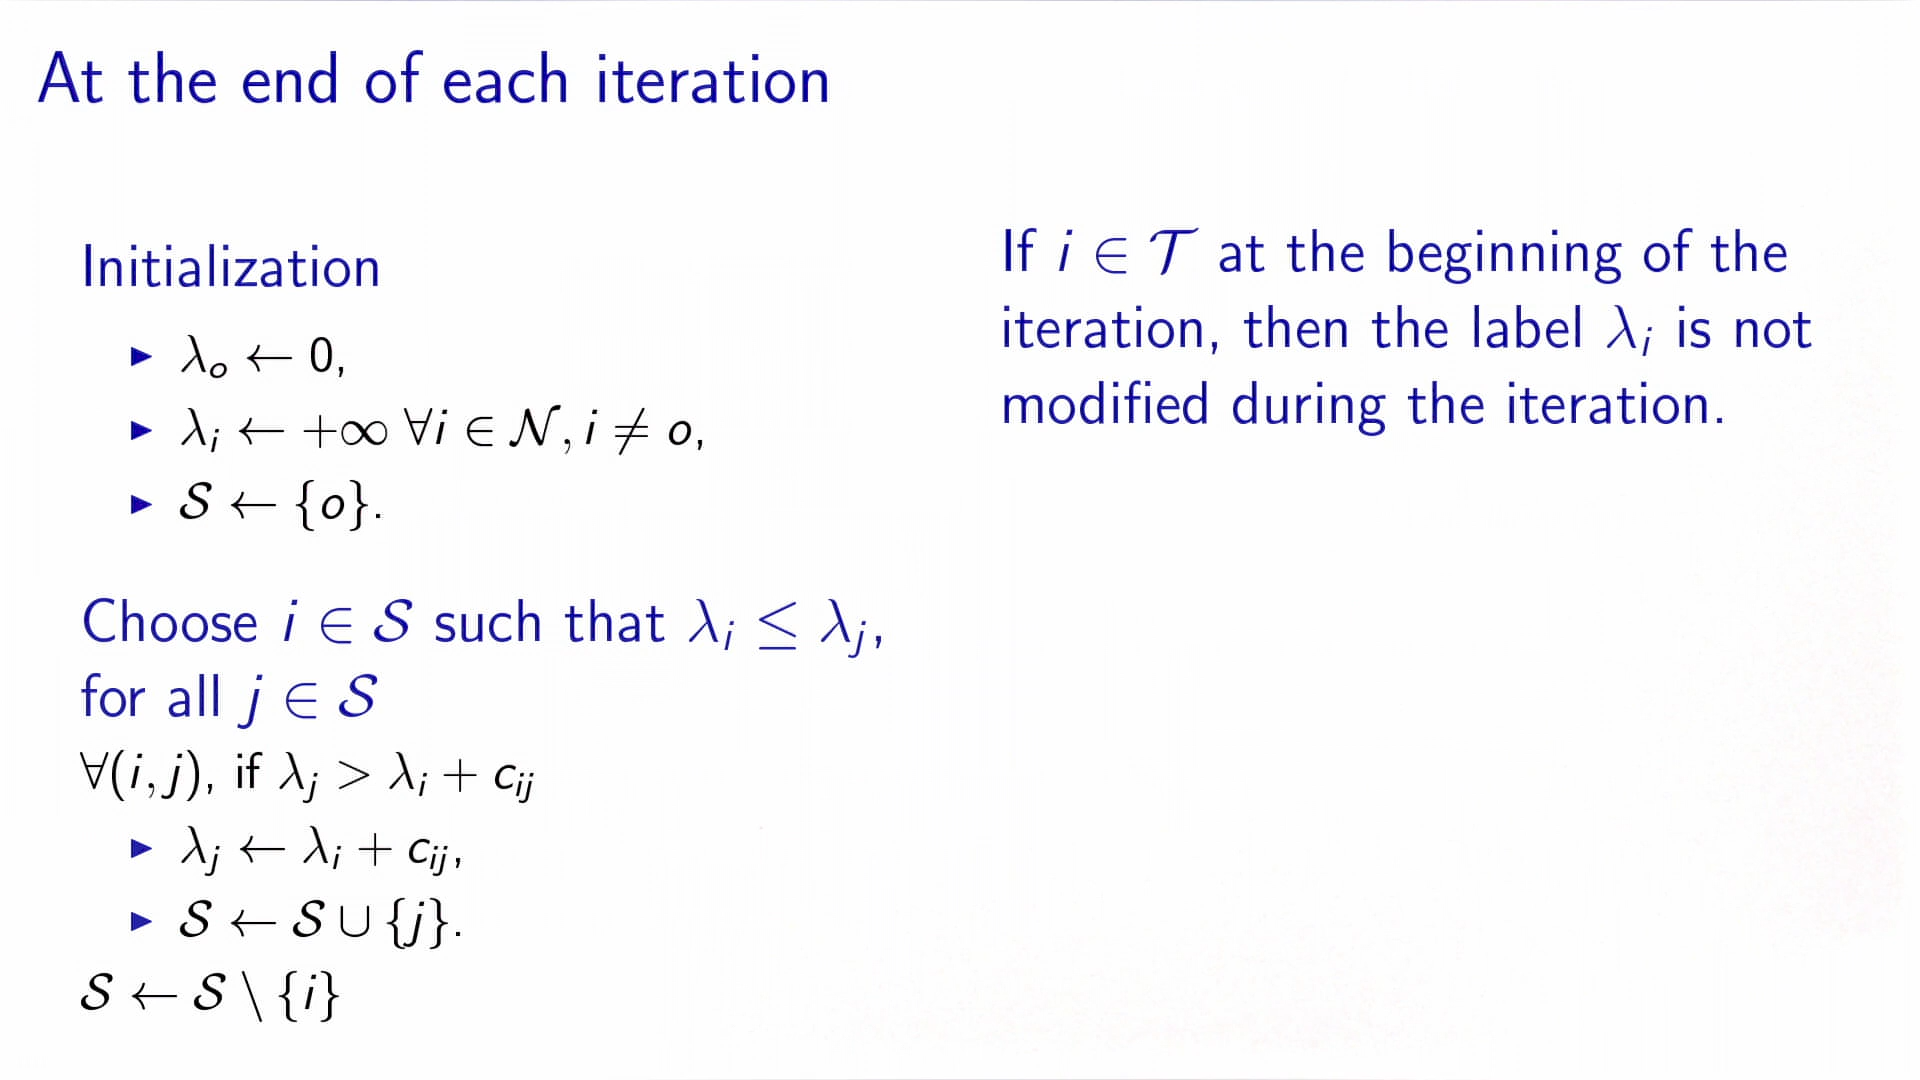 At the end of each iteration
Initialization
▶ λ_o ← 0,
▶ λ_i ← +∞ ∀i ∈ 𝒩, i ≠ o,
▶ 𝒮 ← {o}.
Choose i ∈ 𝒮 such that λ_i ≤ λ_j,
for all j ∈ 𝒮
∀(i, j), if λ_j > λ_i + c_ij
▶ λ_j ← λ_i + c_ij,
▶ 𝒮 ← 𝒮 ∪ {j}.
𝒮 ← 𝒮 \ {i}
If i ∈ 𝒯 at the beginning of the
iteration, then the label λ_i is not
modified during the iteration.